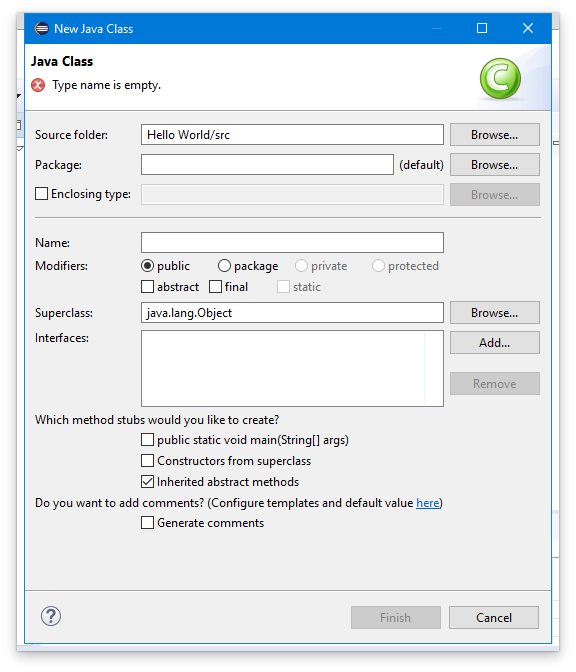 New Java Class
Java Class
Type name is empty.
Source folder: Hello World/src Browse...
Package: (default) Browse...
Enclosing type: Browse...
Name:
Modifiers: public package private protected
abstract final static
Superclass: java.lang.Object Browse...
Interfaces: Add...
Remove
Which method stubs would you like to create?
public static void main(String[] args)
Constructors from superclass
Inherited abstract methods
Do you want to add comments? (Configure templates and default value here)
Generate comments
? Finish Cancel